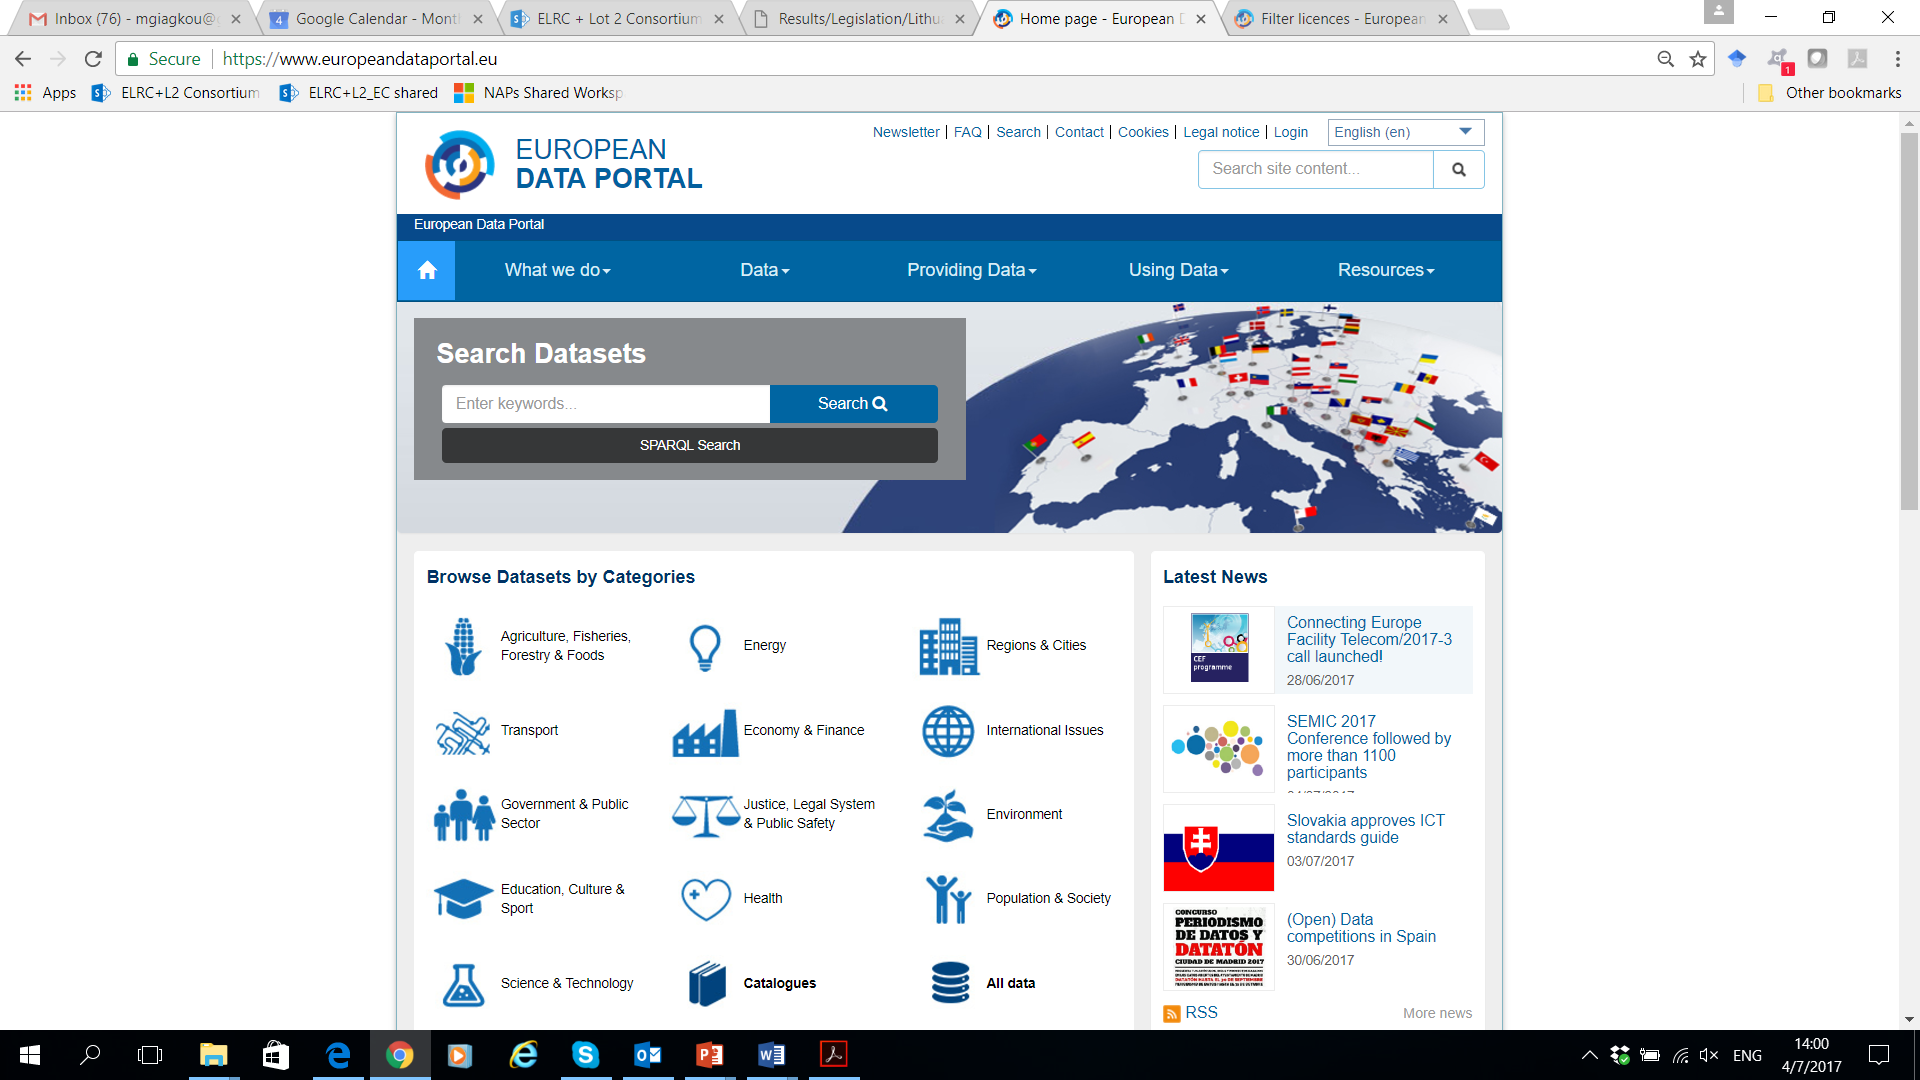 Inbox (76) - mgiagkou@
Google Calendar - Mont
ELRC + Lot 2 Consortium
Results/Legislation/Lithu
Home page - European D
Filter licences - European
Secure
https://www.europeandataportal.eu
1
Apps
ELRC+L2 Consortium
ELRC+L2_EC shared
NAPs Shared Worksp
Other bookmarks
EUROPEAN
DATA PORTAL
Newsletter | FAQ | Search | Contact | Cookies | Legal notice | Login
English (en)
Search site content...
European Data Portal
What we do
Data
Providing Data
Using Data
Resources
Search Datasets
Enter keywords...
Search
SPARQL Search
Browse Datasets by Categories
Agriculture, Fisheries,
Forestry & Foods
Energy
Regions & Cities
Transport
Economy & Finance
International Issues
Government & Public
Sector
Justice, Legal System
& Public Safety
Environment
Education, Culture &
Sport
Health
Population & Society
Science & Technology
Catalogues
All data
Latest News
CEF
programme
Connecting Europe
Facility Telecom/2017-3
call launched!
28/06/2017
SEMIC 2017
Conference followed by
more than 1100
participants
Slovakia approves ICT
standards guide
03/07/2017
CONCURSO
PERIODISMO
DE DATOS Y
DATATÓN
CIUDAD DE MADRID 2017
(Open) Data
competitions in Spain
30/06/2017
RSS
More news
ENG
14:00
4/7/2017